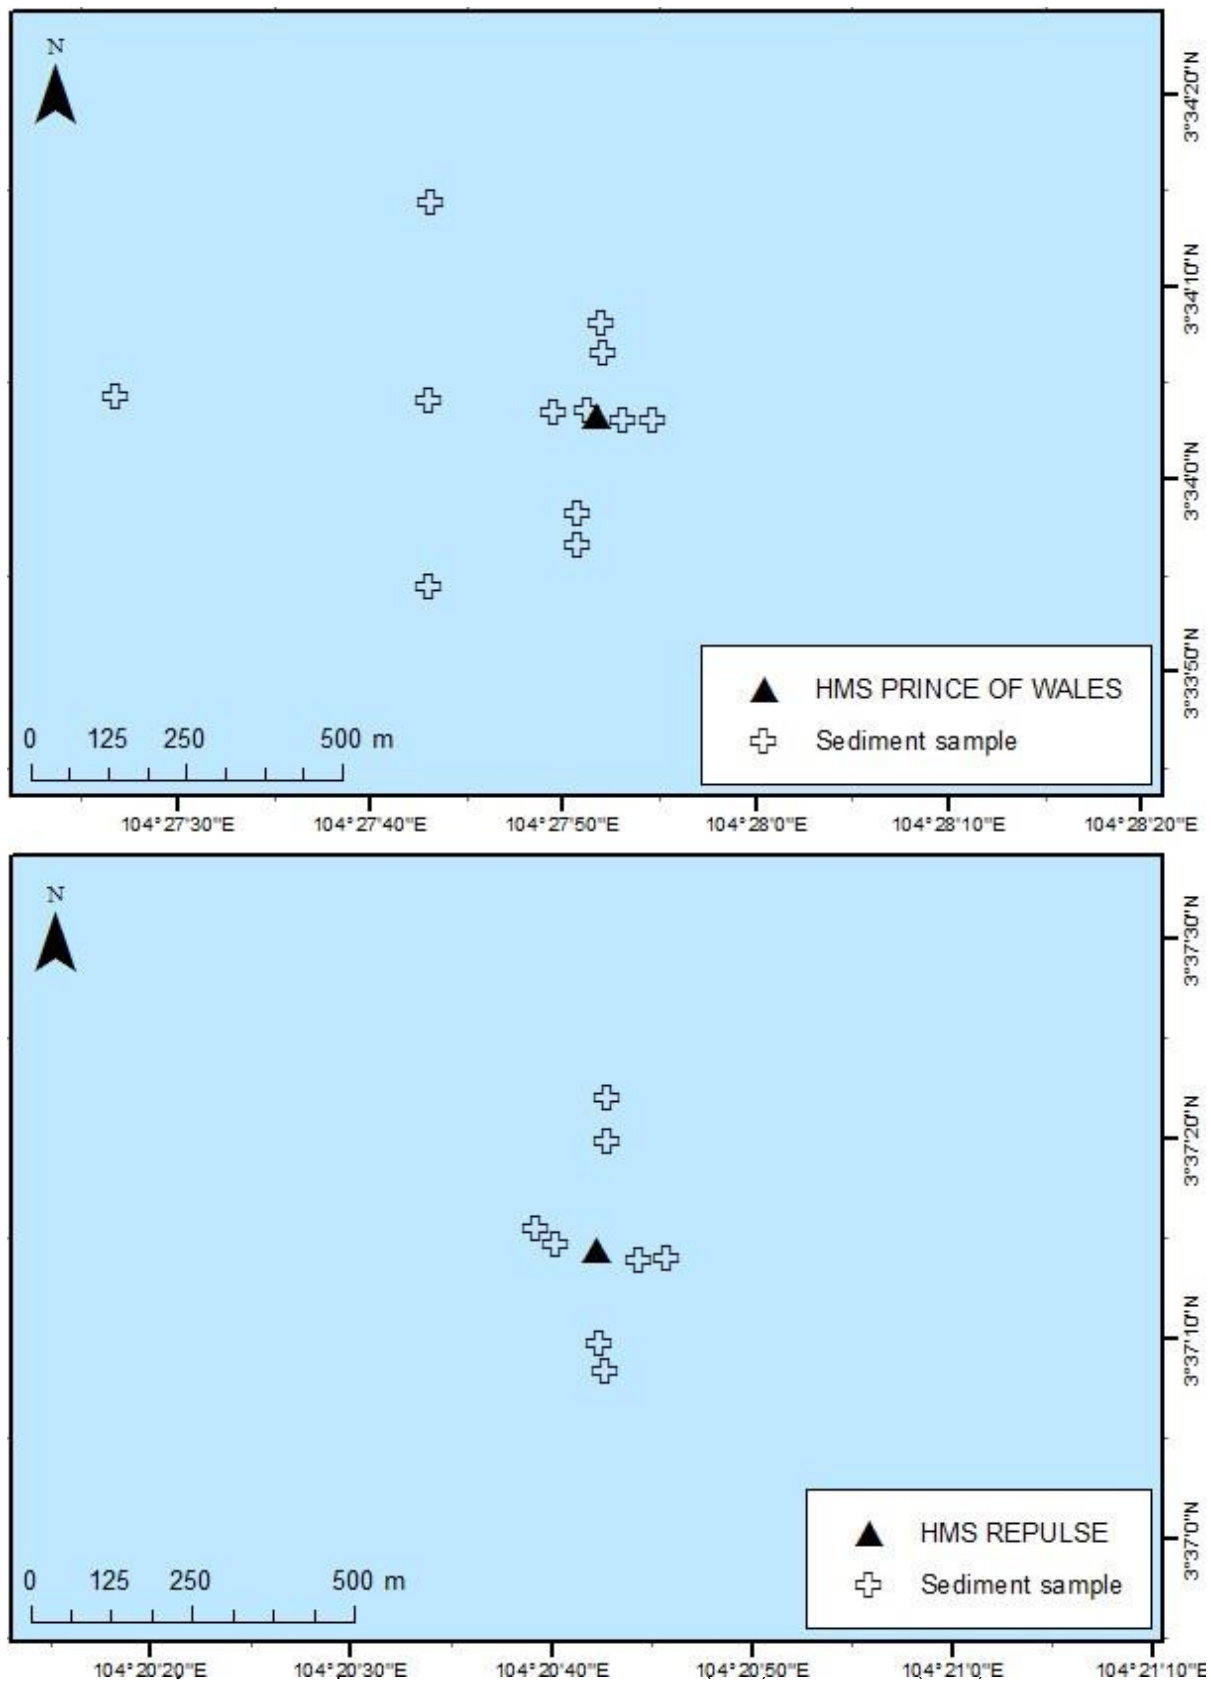 N
3°34'20"N
3°34'10"N
3°34'0"N
3°33'50"N
HMS PRINCE OF WALES
Sediment sample
0 125 250 500 m
104°27'30"E 104°27'40"E 104°27'50"E 104°28'0"E 104°28'10"E 104°28'20"E
N
3°37'30"N
3°37'20"N
3°37'10"N
3°37'0"N
HMS REPULSE
Sediment sample
0 125 250 500 m
104°20'20"E 104°20'30"E 104°20'40"E 104°20'50"E 104°21'0"E 104°21'10"E